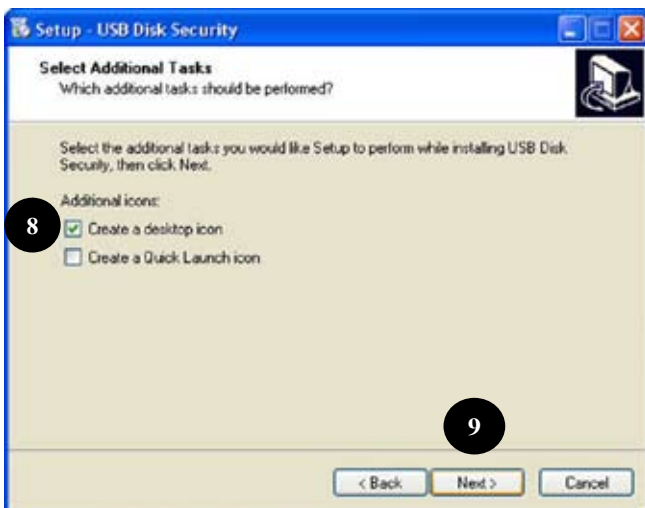 Setup - USB Disk Security
Select Additional Tasks
Which additional tasks should be performed?
Select the additional tasks you would like Setup to perform while installing USB Disk
Security, then click Next.
Additional icons:
8
Create a desktop icon
Create a Quick Launch icon
9
< Back
Next >
Cancel